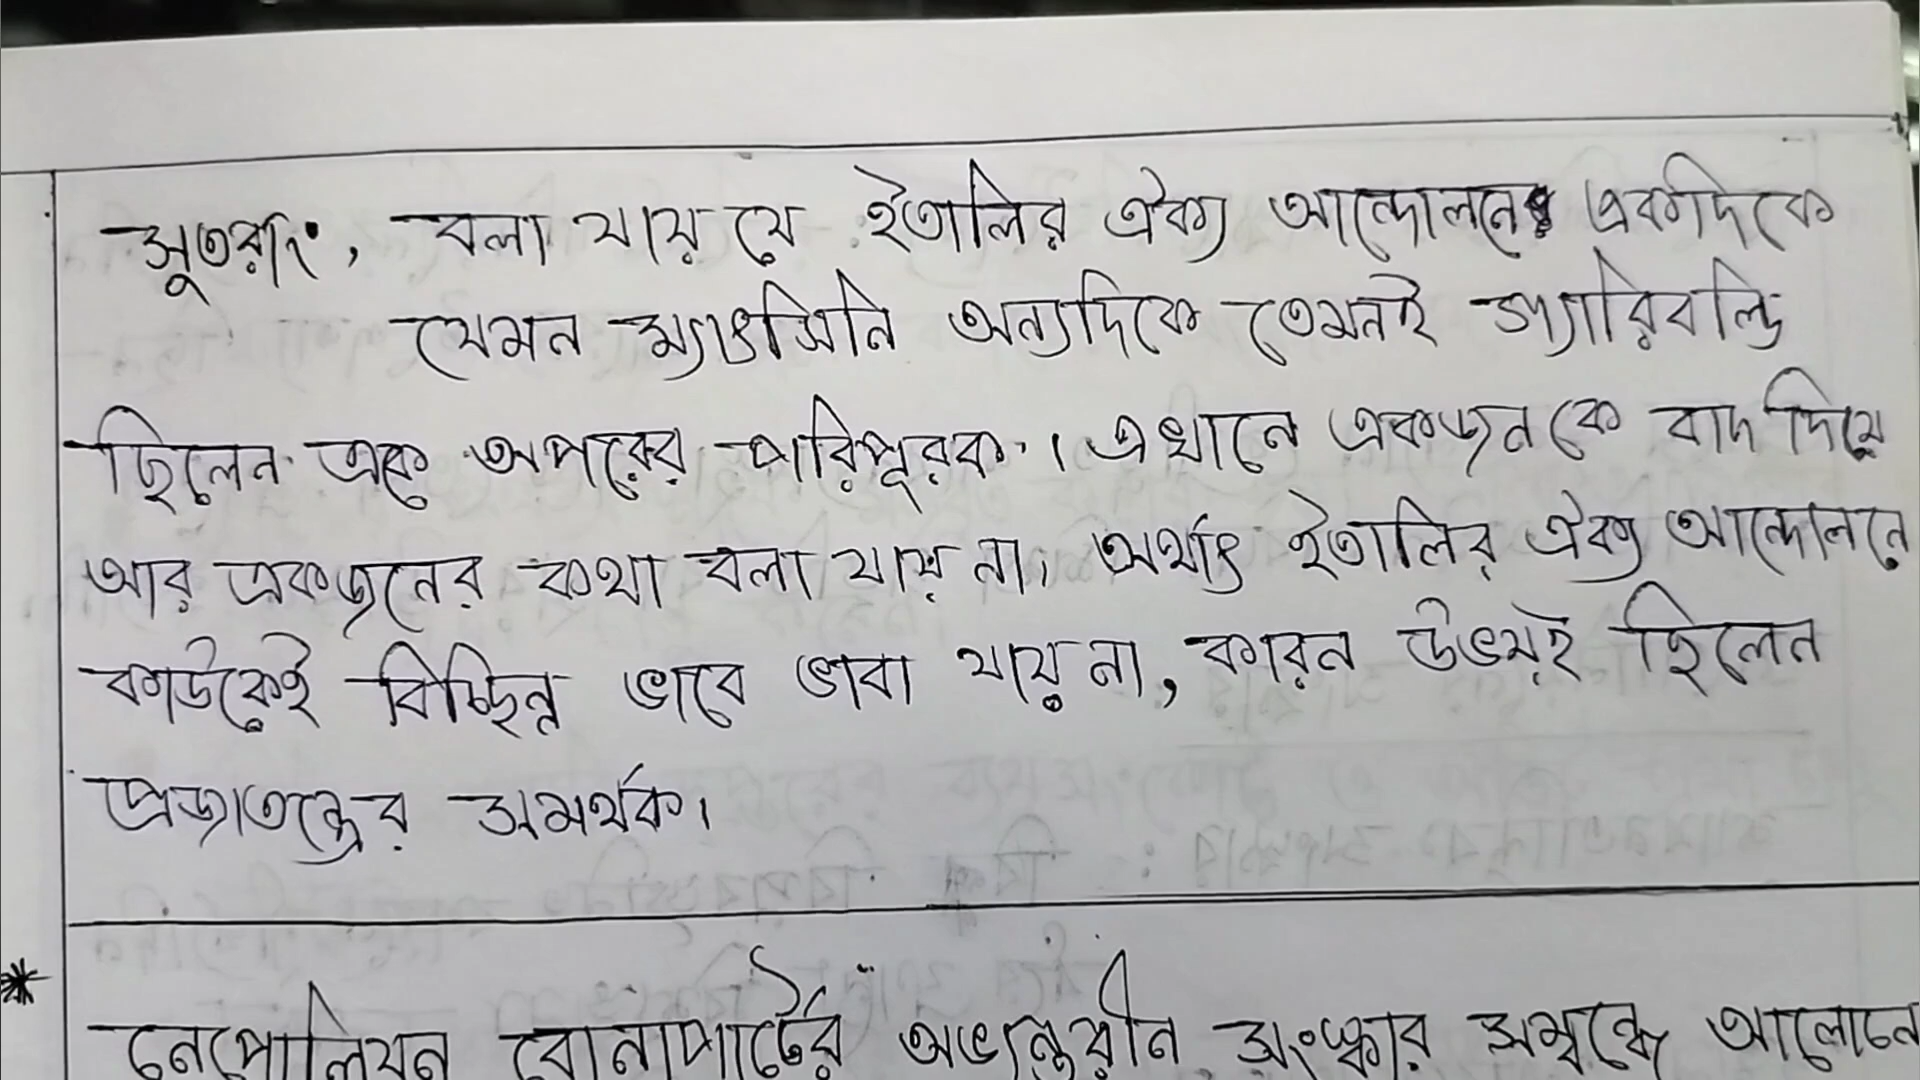 সুতরাং, বলা যায় যে ইতালির ঐক্য আন্দোলনে একদিকে
যেমন ম্যাৎসিনি অন্যদিকে তেমনই গ্যারিবল্ডি
ছিলেন একে অপরের পরিপূরক। এখানে একজনকে বাদ দিয়ে
আর একজনের কথা বলা যায় না। অর্থাৎ ইতালির ঐক্য আন্দোলনে
কাউকেই বিচ্ছিন্ন ভাবে ভাবা যায় না, কারন উভয়ই ছিলেন
প্রজাতন্ত্রের সমর্থক।
নেপোলিয়ন বোনাপার্টের অভ্যন্তরীন সংস্কার সম্বন্ধে